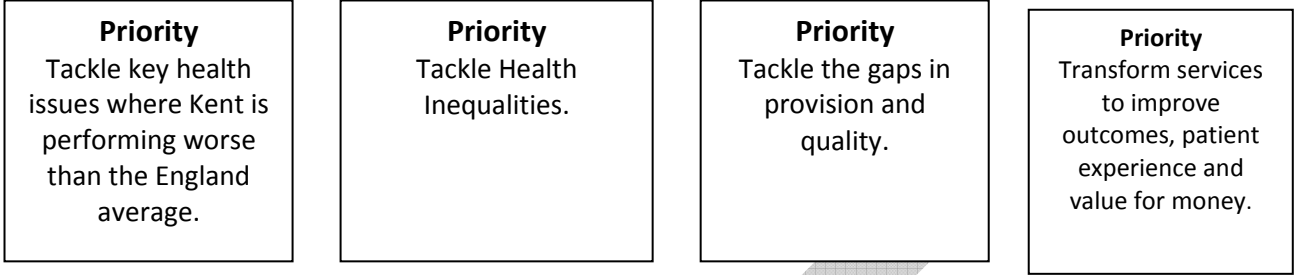 Priority
Tackle key health
issues where Kent is
performing worse
than the England
average.
Priority
Tackle Health
Inequalities.
Priority
Tackle the gaps in
provision and
quality.
Priority
Transform services
to improve
outcomes, patient
experience and
value for money.